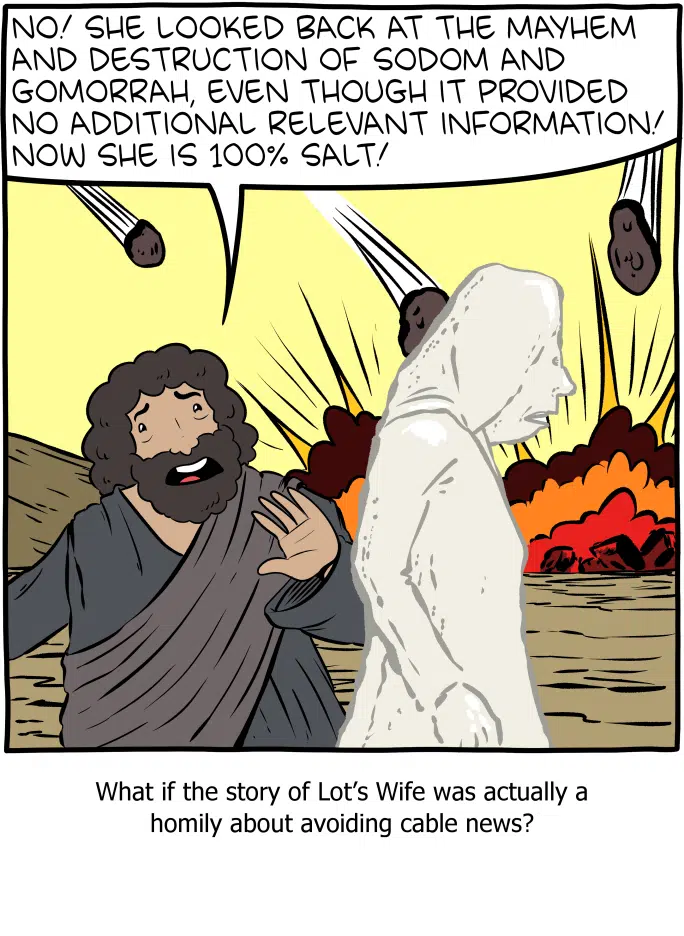 NO! SHE LOOKED BACK AT THE MAYHEM
AND DESTRUCTION OF SODOM AND
GOMORRAH, EVEN THOUGH IT PROVIDED
NO ADDITIONAL RELEVANT INFORMATION!
NOW SHE IS 100% SALT!
What if the story of Lot’s Wife was actually a
homily about avoiding cable news?